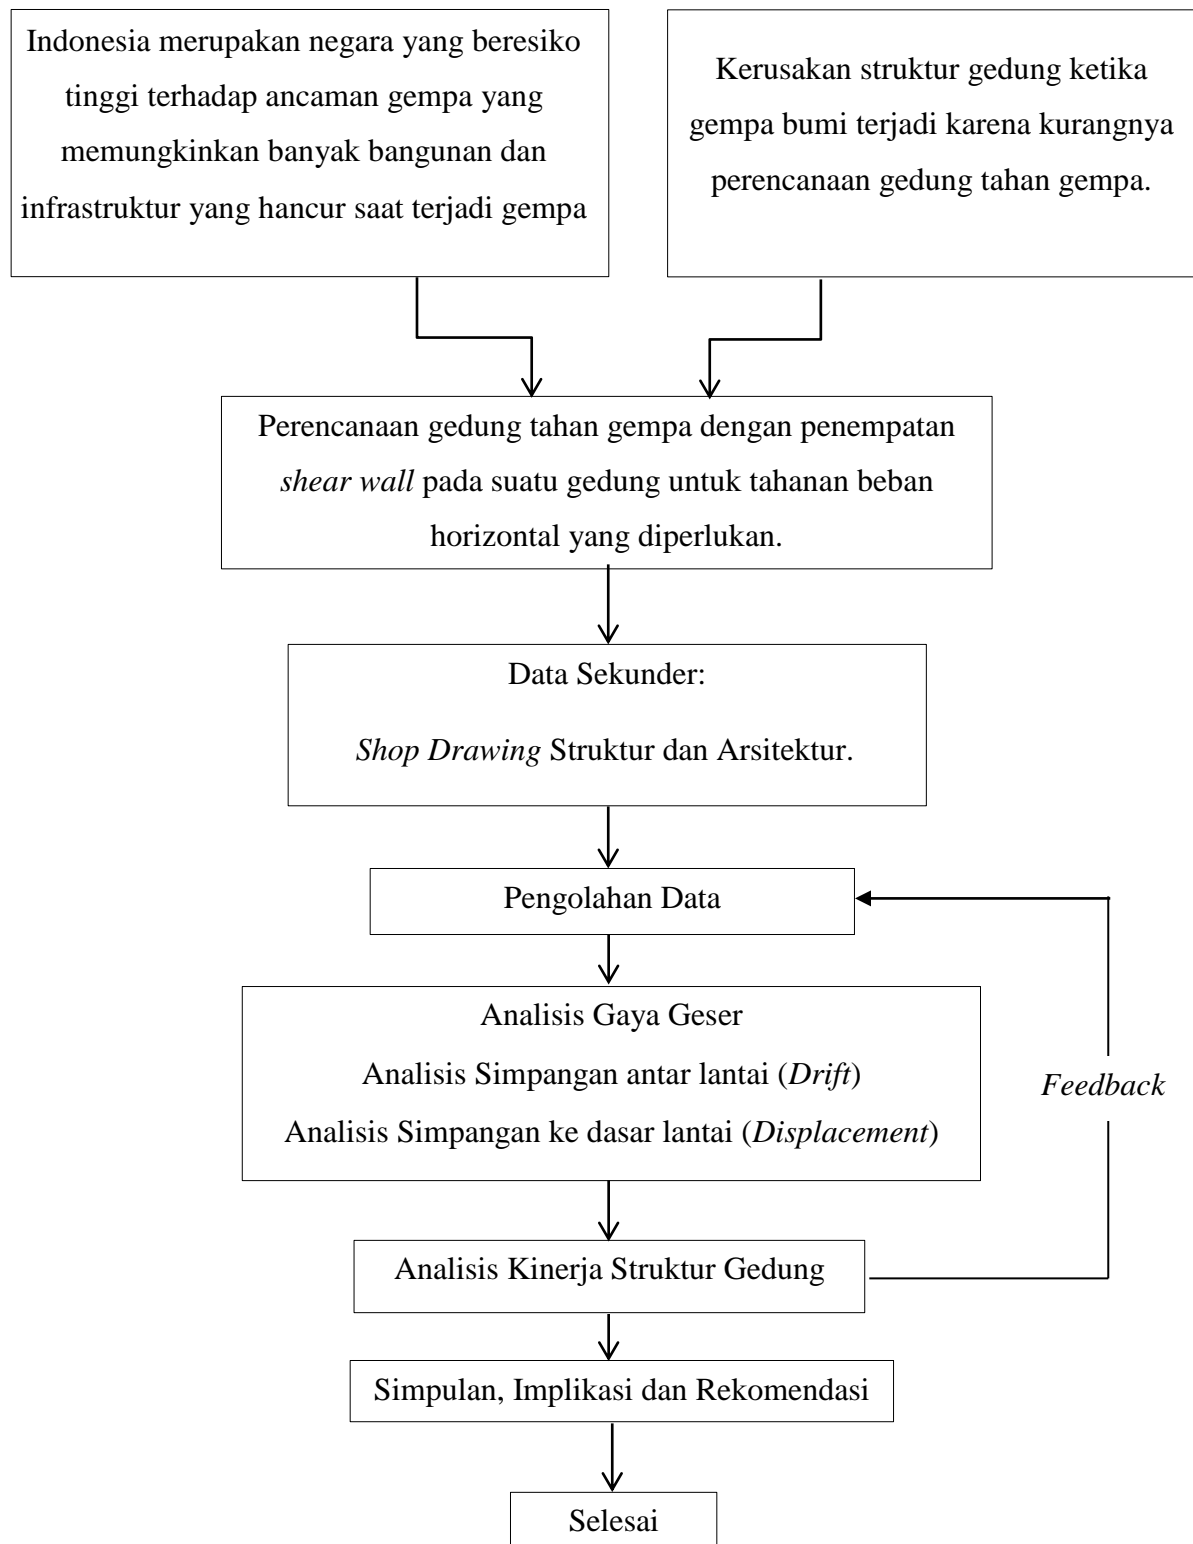 Indonesia merupakan negara yang beresiko
tinggi terhadap ancaman gempa yang
memungkinkan banyak bangunan dan
infrastruktur yang hancur saat terjadi gempa
Kerusakan struktur gedung ketika
gempa bumi terjadi karena kurangnya
perencanaan gedung tahan gempa.
Perencanaan gedung tahan gempa dengan penempatan
shear wall pada suatu gedung untuk tahanan beban
horizontal yang diperlukan.
Data Sekunder:
Shop Drawing Struktur dan Arsitektur.
Pengolahan Data
Analisis Gaya Geser
Analisis Simpangan antar lantai (Drift)
Analisis Simpangan ke dasar lantai (Displacement)
Feedback
Analisis Kinerja Struktur Gedung
Simpulan, Implikasi dan Rekomendasi
Selesai